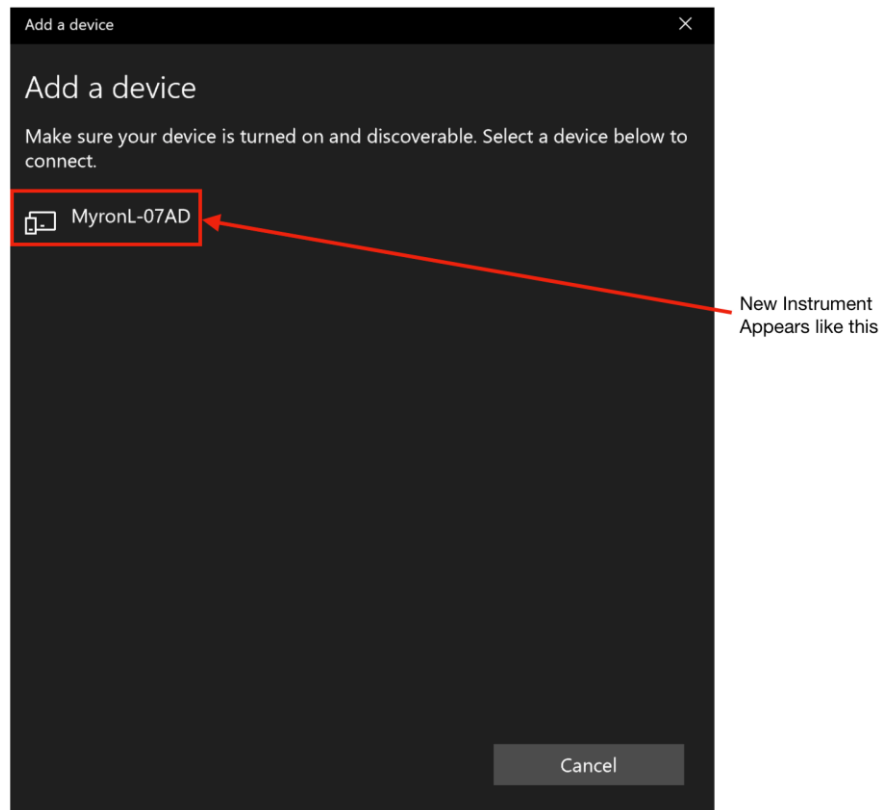 Add a device
Add a device
Make sure your device is turned on and discoverable. Select a device below to
connect.
MyronL-07AD
New Instrument
Appears like this
Cancel